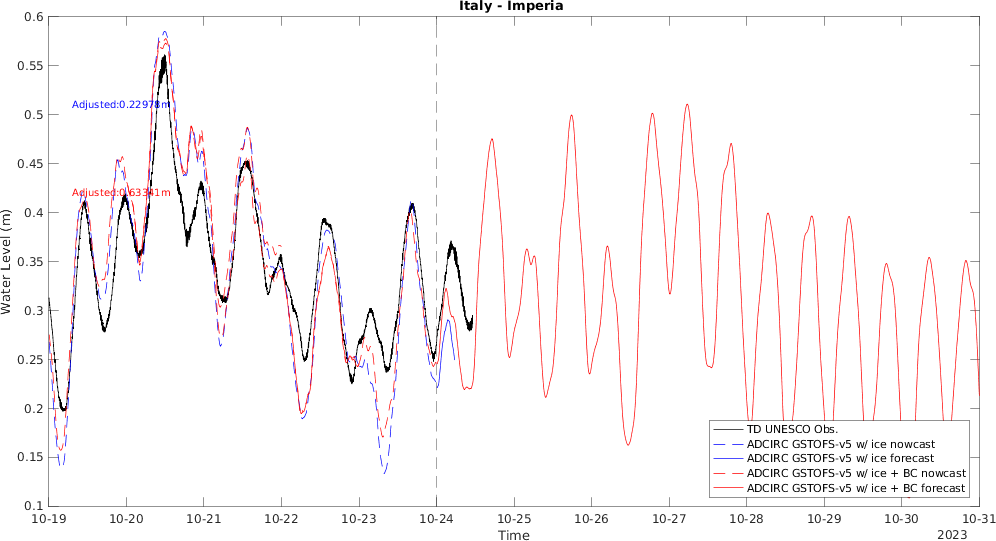 Italy - Imperia
0.6
0.55
0.5
0.45
0.4
0.35
0.3
0.25
0.2
0.15
0.1
Water Level (m)
Adjusted:0.22978m
Adjusted:0.63341m
TD UNESCO Obs.
ADCIRC GSTOFS-v5 w/ ice nowcast
ADCIRC GSTOFS-v5 w/ ice forecast
ADCIRC GSTOFS-v5 w/ ice + BC nowcast
ADCIRC GSTOFS-v5 w/ ice + BC forecast
10-19 10-20 10-21 10-22 10-23 10-24 10-25 10-26 10-27 10-28 10-29 10-30 10-31
Time
2023